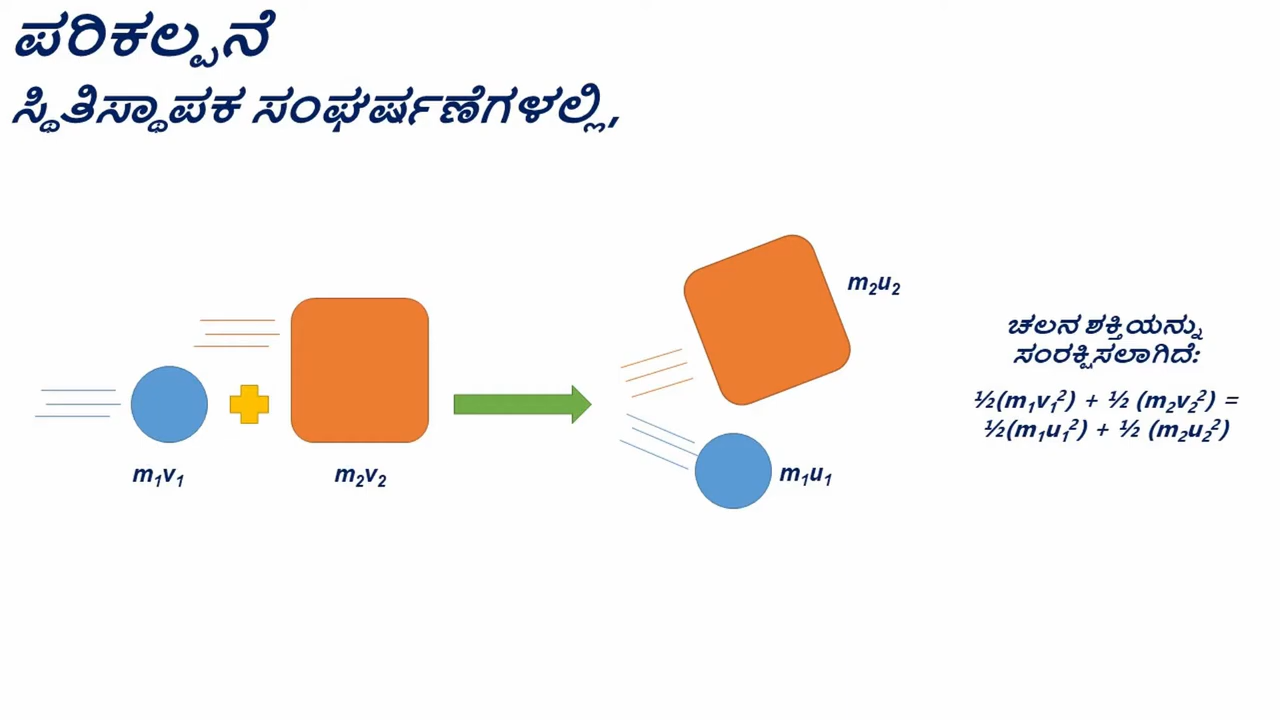 ಪರಿಕಲ್ಪನೆ
ಸ್ಥಿತಿಸ್ಥಾಪಕ ಸಂಘರ್ಷಣೆಗಳಲ್ಲಿ,
m₂u₂
ಚಲನ ಶಕ್ತಿಯನ್ನು
ಸಂರಕ್ಷಿಸಲಾಗಿದೆ:
½(m₁v₁²) + ½ (m₂v₂²) =
½(m₁u₁²) + ½ (m₂u₂²)
m₁v₁
m₂v₂
m₁u₁